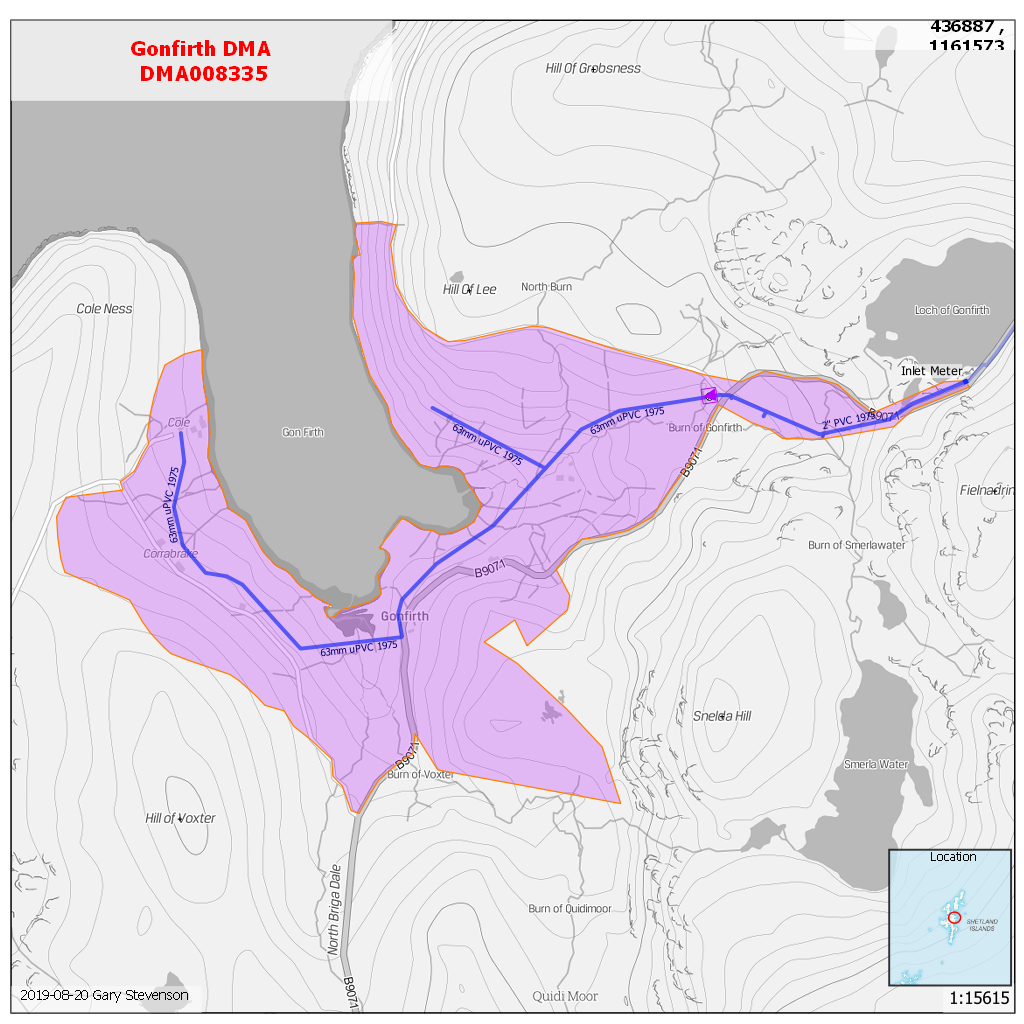 Gonfirth DMA
DMA008335
436887 ,
1161573
Hill Of Grobsness
Cole Ness
Hill Of Lee
North Burn
Loch of Gonfirth
Inlet Meter
2" PVC 1975
B9071
Burn of Gonfirth
63mm uPVC 1975
63mm uPVC 1975
Cole
Gon Firth
B9071
63mm uPVC 1975
Corrabrake
Burn of Smerlawater
B9071
Gonfirth
63mm uPVC 1975
Snelda Hill
B9071
Burn of Voxter
Smerla Water
Hill of Voxter
North Briga Dale
Burn of Quidimoor
B9071
Quidi Moor
Location
SHETLAND
ISLANDS
2019-08-20 Gary Stevenson
1:15615